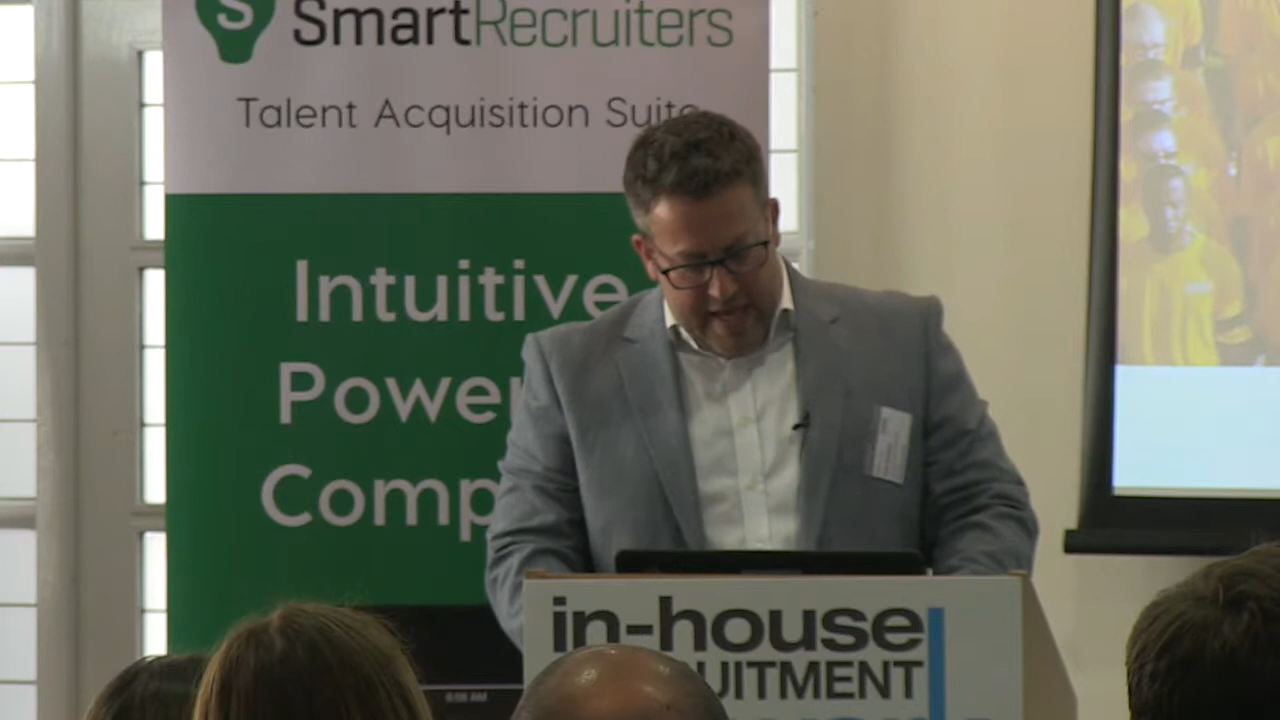 S
SmartRecruiters
Talent Acquisition Suite
Intuitive
Power
Comp
in-house
UITMENT